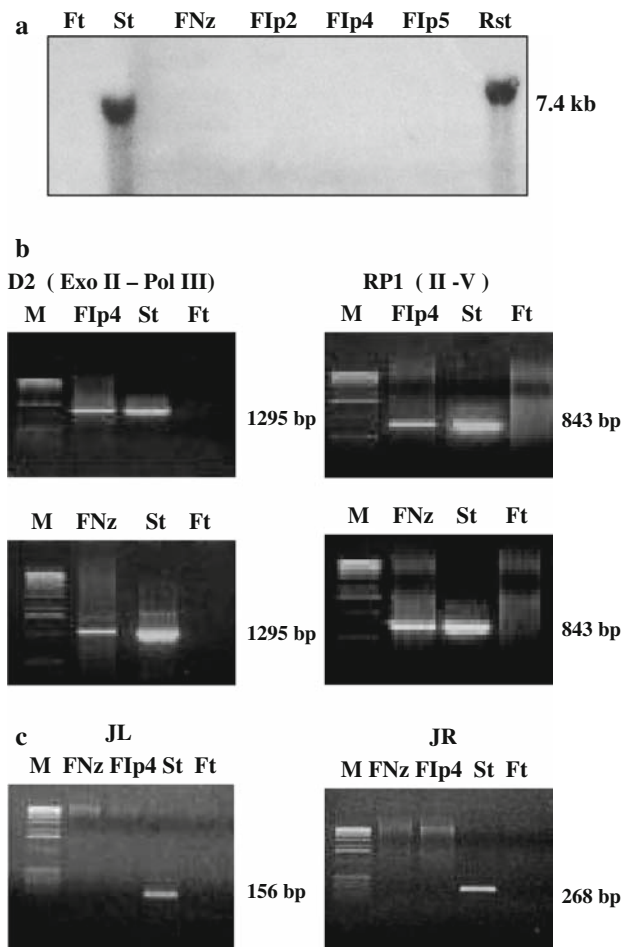 a Ft St FNz FIp2 FIp4 FIp5 Rst
7.4 kb
b
D2 ( Exo II – Pol III)
M FIp4 St Ft
1295 bp
RP1 ( II -V )
M FIp4 St Ft
843 bp
M FNz St Ft
1295 bp
M FNz St Ft
843 bp
c JL
M FNz FIp4 St Ft
156 bp
JR
M FNz FIp4 St Ft
268 bp